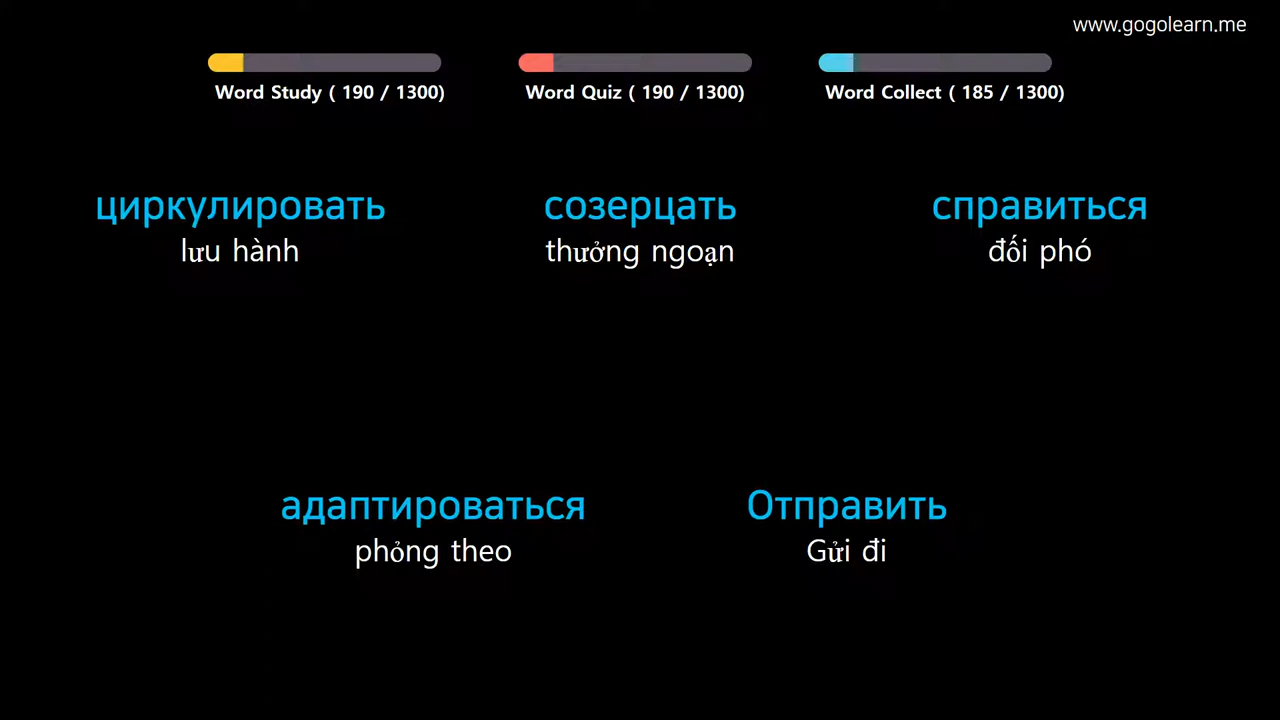 www.gogolearn.me
Word Study ( 190 / 1300)
Word Quiz ( 190 / 1300)
Word Collect ( 185 / 1300)
циркулировать
lưu hành
созерцать
thưởng ngoạn
справиться
đối phó
адаптироваться
phỏng theo
Отправить
Gửi đi